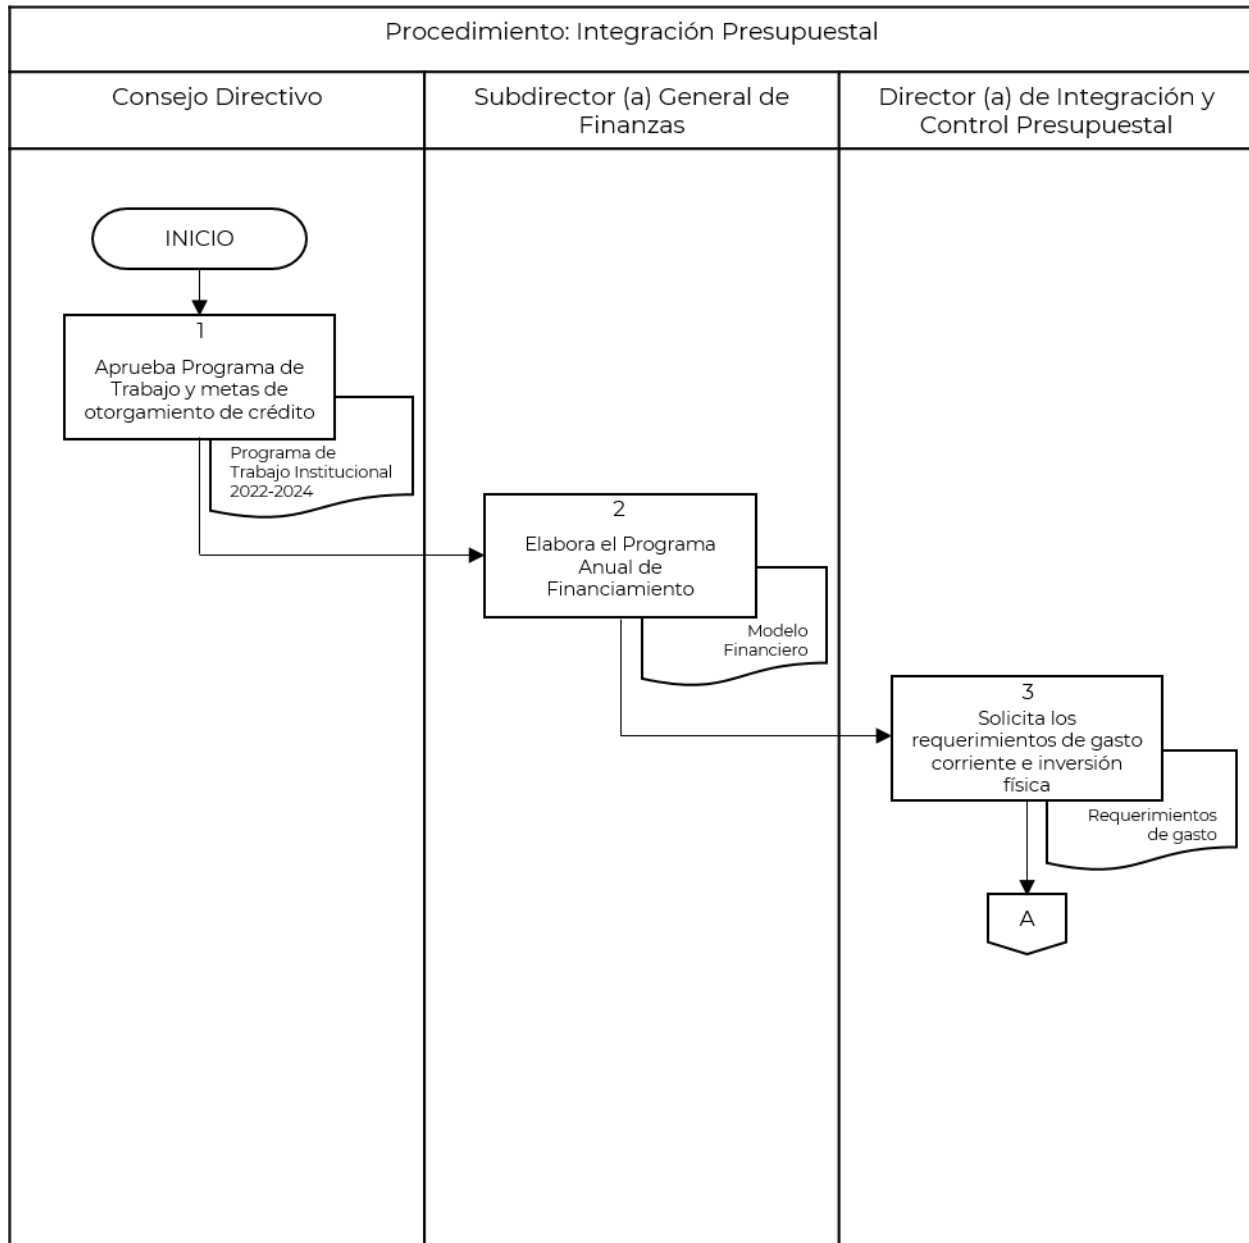 Procedimiento: Integración Presupuestal
Consejo Directivo
Subdirector (a) General de
Finanzas
Director (a) de Integración y
Control Presupuestal
INICIO
1
Aprueba Programa de
Trabajo y metas de
otorgamiento de crédito
Programa de
Trabajo Institucional
2022-2024
2
Elabora el Programa
Anual de
Financiamiento
Modelo
Financiero
3
Solicita los
requerimientos de gasto
corriente e inversión
física
Requerimientos
de gasto
A